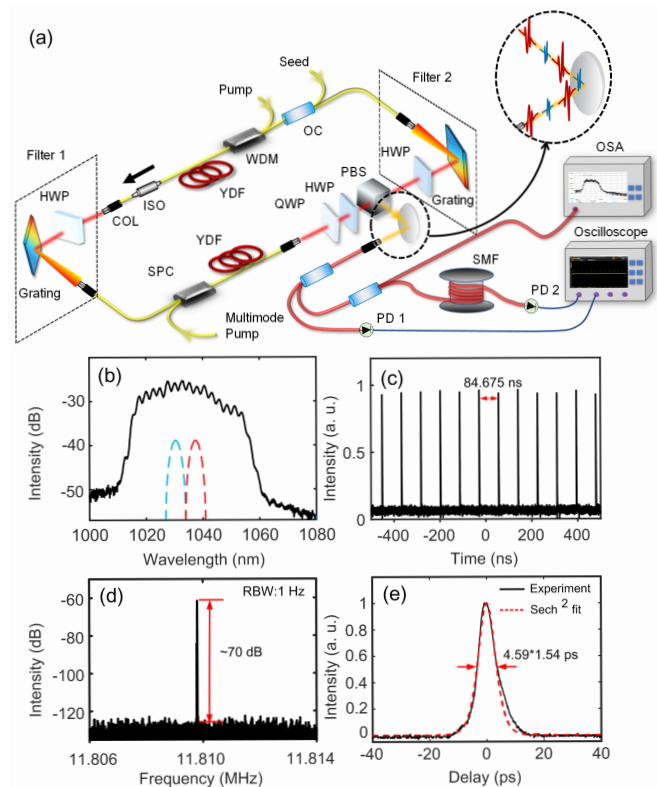 (a)
Seed
Pump
Filter 2
OC
Filter 1
WDM
HWP
OSA
HWP
ISO
YDF
PBS
HWP
Grating
COL
QWP
Oscilloscope
YDF
SMF
Grating
SPC
PD 2
Multimode
Pump
PD 1
(b)
Intensity (dB)
-30
-40
-50
1000 1020 1040 1060 1080
Wavelength (nm)
(c)
84.675 ns
Intensity (a. u.)
1
0.5
0
-400 -200 0 200 400
Time (ns)
(d)
RBW:1 Hz
~70 dB
Intensity (dB)
-60
-80
-100
-120
11.806 11.810 11.814
Frequency (MHz)
(e)
Experiment
Sech 2 fit
4.59*1.54 ps
Intensity (a. u.)
1
0.8
0.6
0.4
0.2
0
-40 -20 0 20 40
Delay (ps)